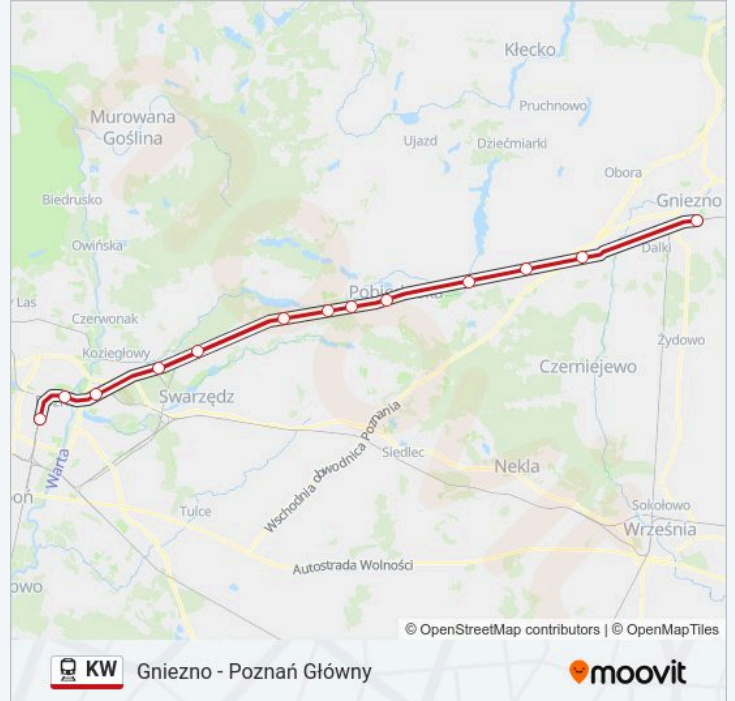 Kłecko
Pruchnowo
Murowana
Goślina
Ujazd
Dziećmiarki
Obora
Biedrusko
Gniezno
Owińska
Dalki
Las
Czerwonak
Żydowo
Koziegłowy
Czerniejewo
Swarzędz
Warta
Wschodnia obwodnica Poznania
Siedlec
Nekla
Tulce
Sokołowo
Września
Autostrada Wolności
© OpenStreetMap contributors | © OpenMapTiles
KW Gniezno - Poznań Główny
moovit